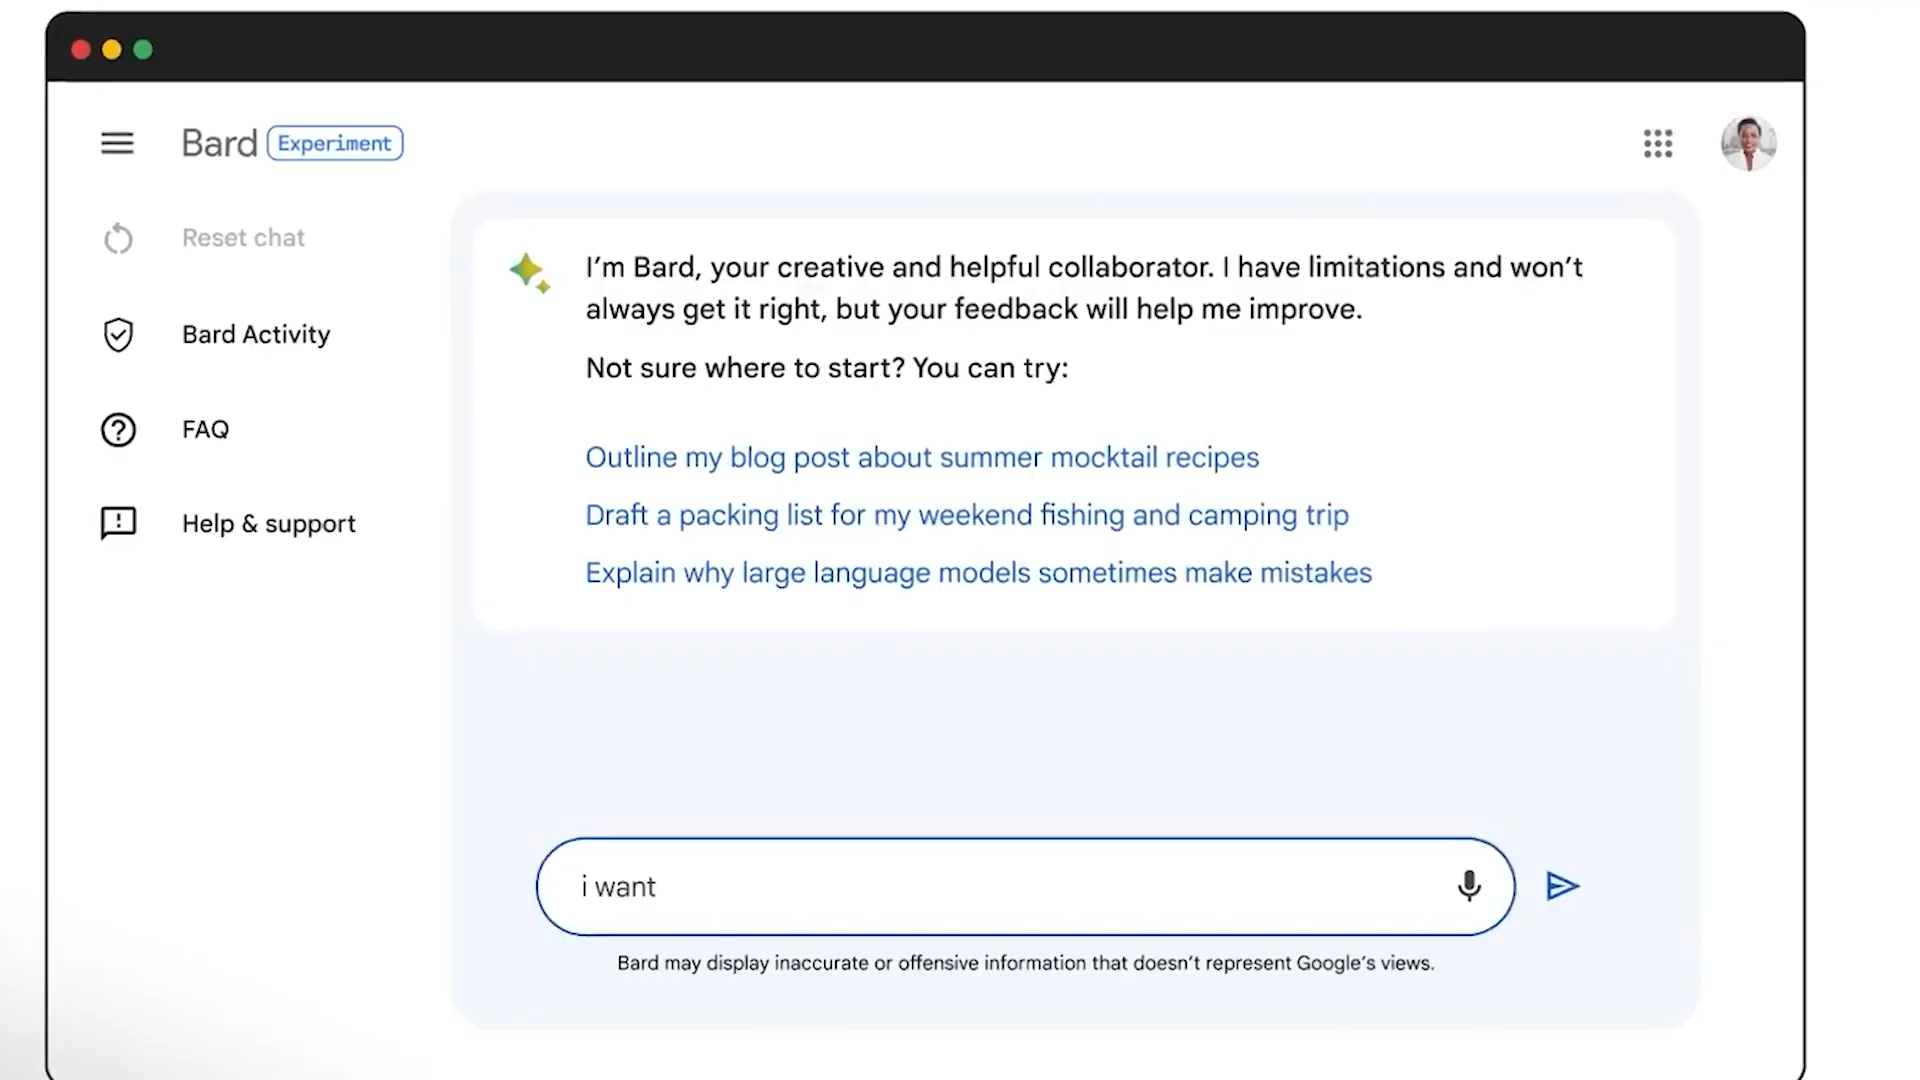 Bard Experiment
Reset chat
Bard Activity
FAQ
Help & support
I’m Bard, your creative and helpful collaborator. I have limitations and won’t
always get it right, but your feedback will help me improve.
Not sure where to start? You can try:
Outline my blog post about summer mocktail recipes
Draft a packing list for my weekend fishing and camping trip
Explain why large language models sometimes make mistakes
i want
Bard may display inaccurate or offensive information that doesn’t represent Google’s views.